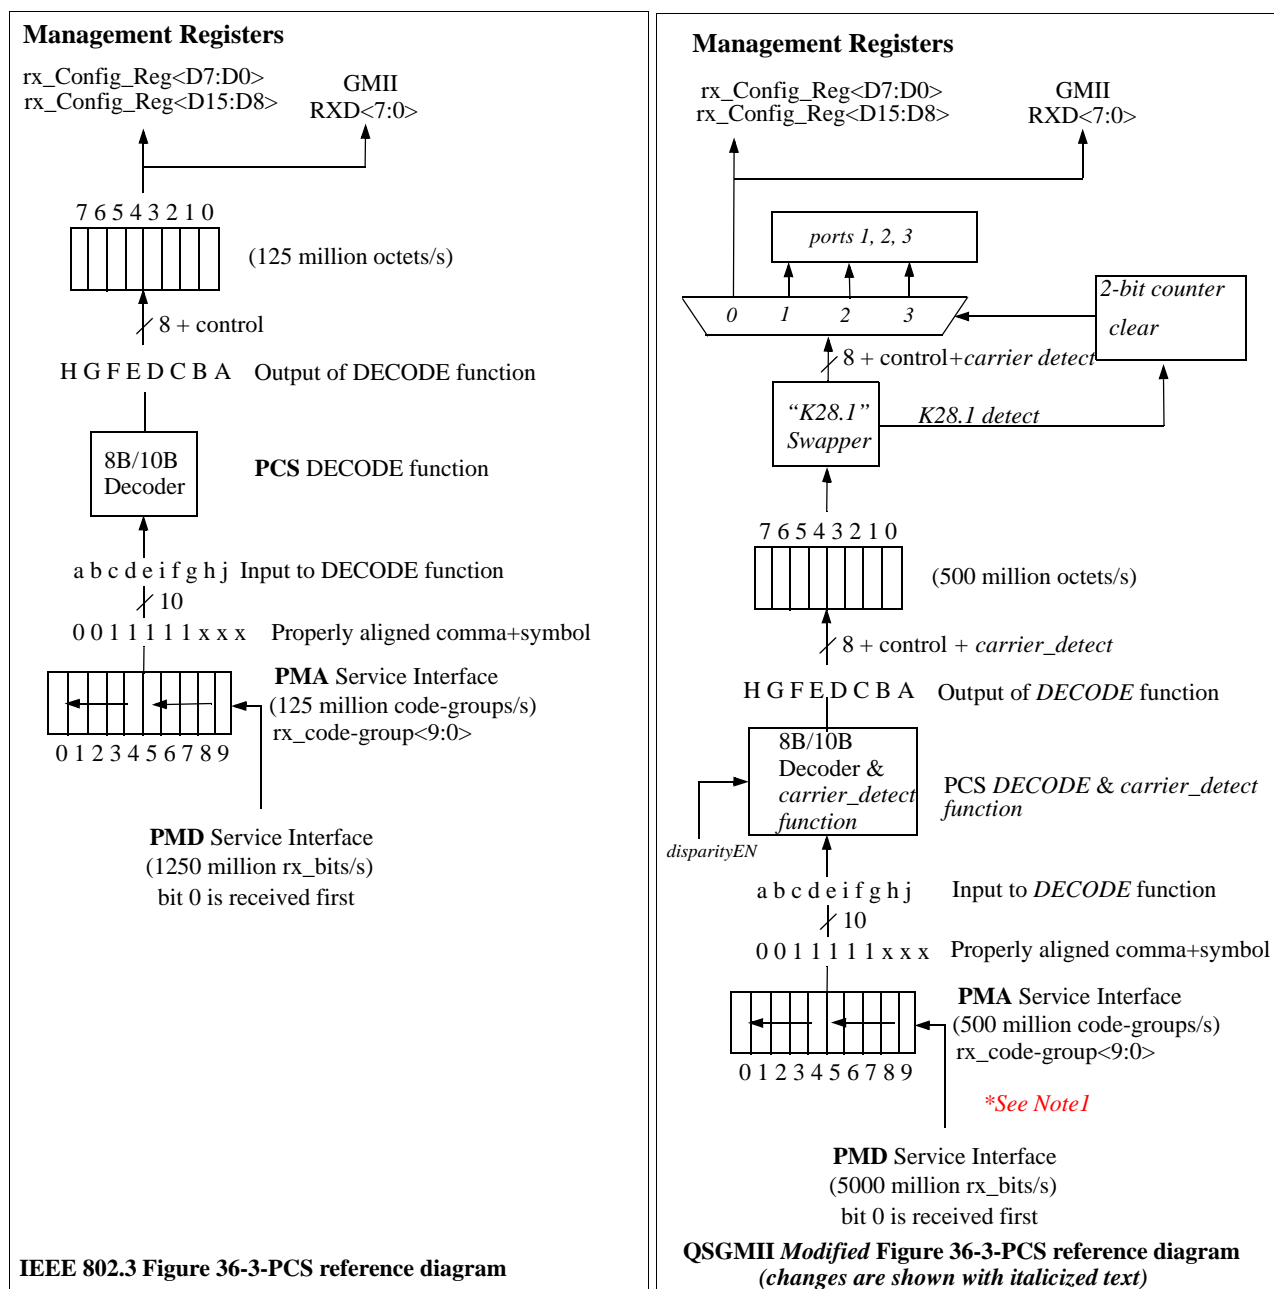 Management Registers
rx_Config_Reg<D7:D0>
rx_Config_Reg<D15:D8>
GMII
RXD<7:0>
7 6 5 4 3 2 1 0
(125 million octets/s)
8 + control
H G F E D C B A Output of DECODE function
8B/10B
Decoder
PCS DECODE function
a b c d e i f g h j Input to DECODE function
10
0 0 1 1 1 1 1 x x x Properly aligned comma+symbol
PMA Service Interface
(125 million code-groups/s)
rx_code-group<9:0>
0 1 2 3 4 5 6 7 8 9
PMD Service Interface
(1250 million rx_bits/s)
bit 0 is received first
IEEE 802.3 Figure 36-3-PCS reference diagram
Management Registers
rx_Config_Reg<D7:D0>
rx_Config_Reg<D15:D8>
GMII
RXD<7:0>
ports 1, 2, 3
0 1 2 3
2-bit counter
clear
8 + control+carrier detect
“K28.1”
Swapper
K28.1 detect
7 6 5 4 3 2 1 0
(500 million octets/s)
8 + control + carrier_detect
H G F E D C B A Output of DECODE function
8B/10B
Decoder &
carrier_detect
function
PCS DECODE & carrier_detect
function
disparityEN
a b c d e i f g h j Input to DECODE function
10
0 0 1 1 1 1 1 x x x Properly aligned comma+symbol
PMA Service Interface
(500 million code-groups/s)
rx_code-group<9:0>
0 1 2 3 4 5 6 7 8 9
*See Note1
PMD Service Interface
(5000 million rx_bits/s)
bit 0 is received first
QSGMII Modified Figure 36-3-PCS reference diagram
(changes are shown with italicized text)